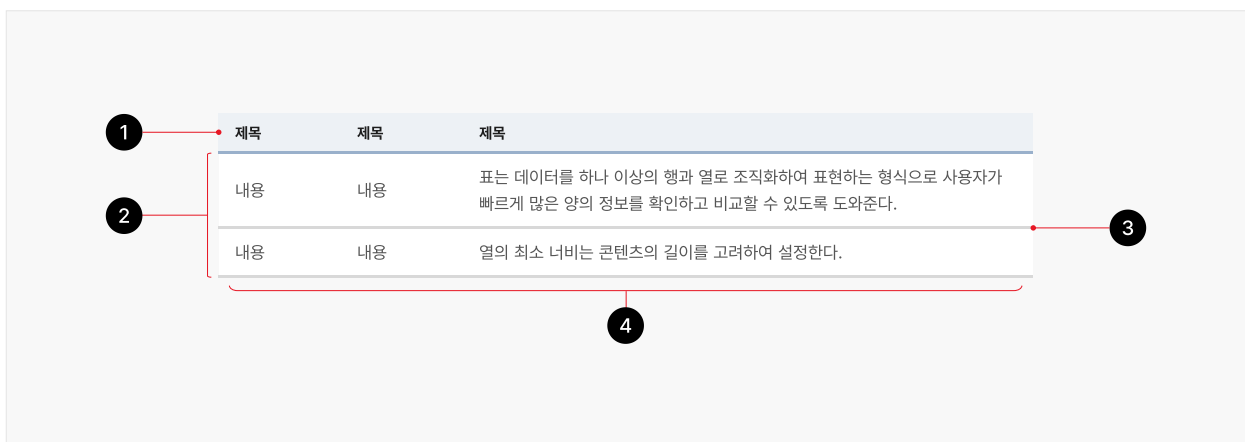 1 제목 제목 제목
내용 내용 표는 데이터를 하나 이상의 행과 열로 조직화하여 표현하는 형식으로 사용자가
빠르게 많은 양의 정보를 확인하고 비교할 수 있도록 도와준다.
2
3
내용 내용 열의 최소 너비는 콘텐츠의 길이를 고려하여 설정한다.
4